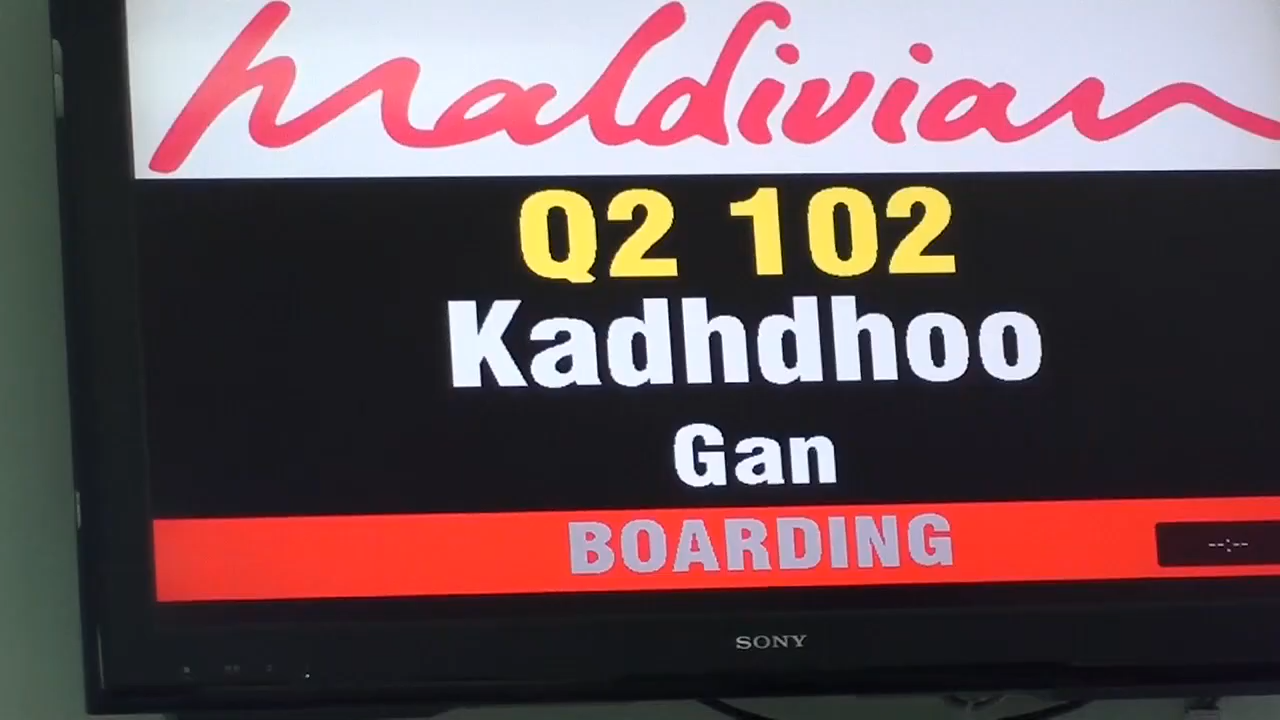 Maldivian
Q2 102
Kadhdhoo
Gan
BOARDING
--:--
SONY